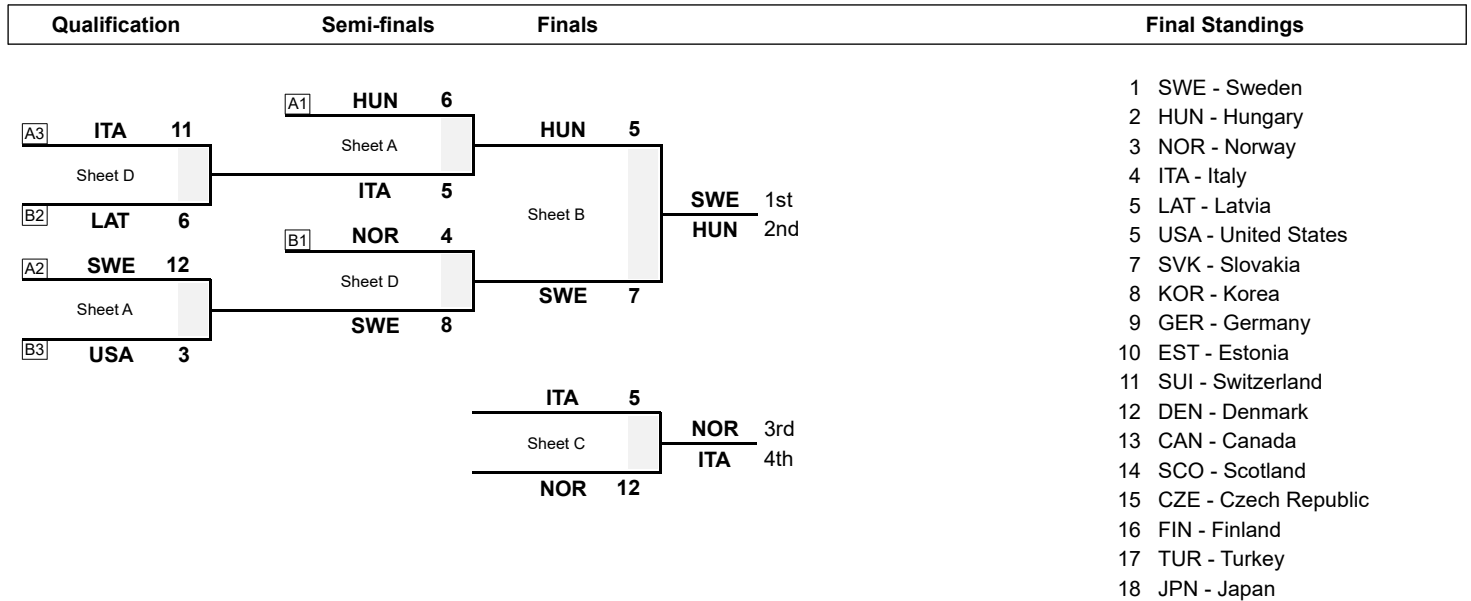 Qualification Semi-finals Finals Final Standings
A1 HUN 6
A3 ITA 11
Sheet A
HUN 5
Sheet D
ITA 5
B2 LAT 6
Sheet B
SWE 1st
HUN 2nd
B1 NOR 4
A2 SWE 12
Sheet D
SWE 7
Sheet A
SWE 8
B3 USA 3
ITA 5
Sheet C
NOR 3rd
ITA 4th
NOR 12
1 SWE - Sweden
2 HUN - Hungary
3 NOR - Norway
4 ITA - Italy
5 LAT - Latvia
5 USA - United States
7 SVK - Slovakia
8 KOR - Korea
9 GER - Germany
10 EST - Estonia
11 SUI - Switzerland
12 DEN - Denmark
13 CAN - Canada
14 SCO - Scotland
15 CZE - Czech Republic
16 FIN - Finland
17 TUR - Turkey
18 JPN - Japan